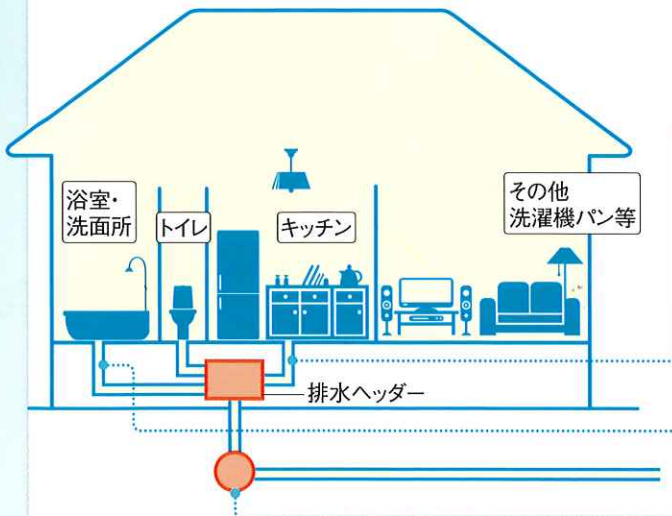 浴室・
洗面所
トイレ
キッチン
その他
洗濯機パン等
排水ヘッダー